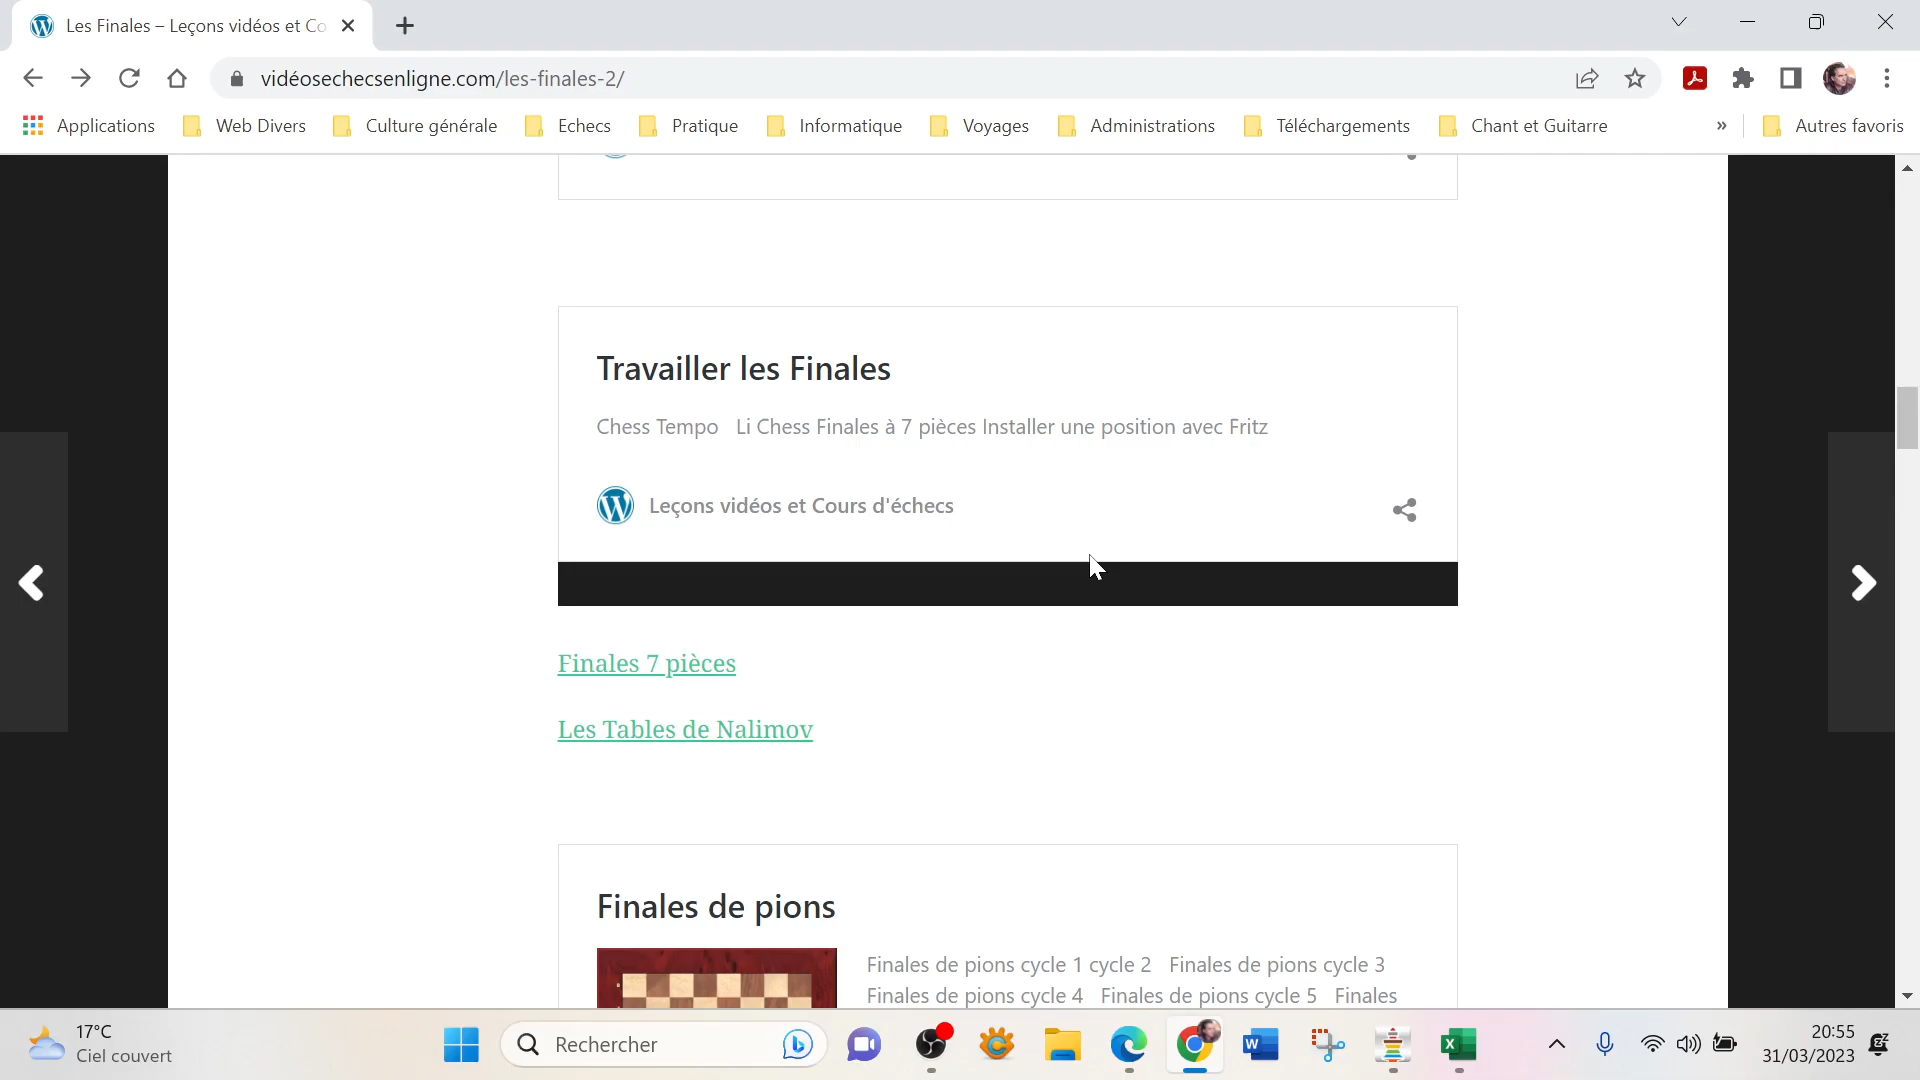 Les Finales – Leçons vidéos et Co
vidéosechecsenligne.com/les-finales-2/
Applications Web Divers Culture générale Echecs Pratique Informatique Voyages Administrations Téléchargements Chant et Guitarre » Autres favoris
Travailler les Finales
Chess Tempo Li Chess Finales à 7 pièces Installer une position avec Fritz
Leçons vidéos et Cours d'échecs
Finales 7 pièces
Les Tables de Nalimov
Finales de pions
Finales de pions cycle 1 cycle 2 Finales de pions cycle 3
Finales de pions cycle 4 Finales de pions cycle 5 Finales
17°C
Ciel couvert
Rechercher
20:55
31/03/2023